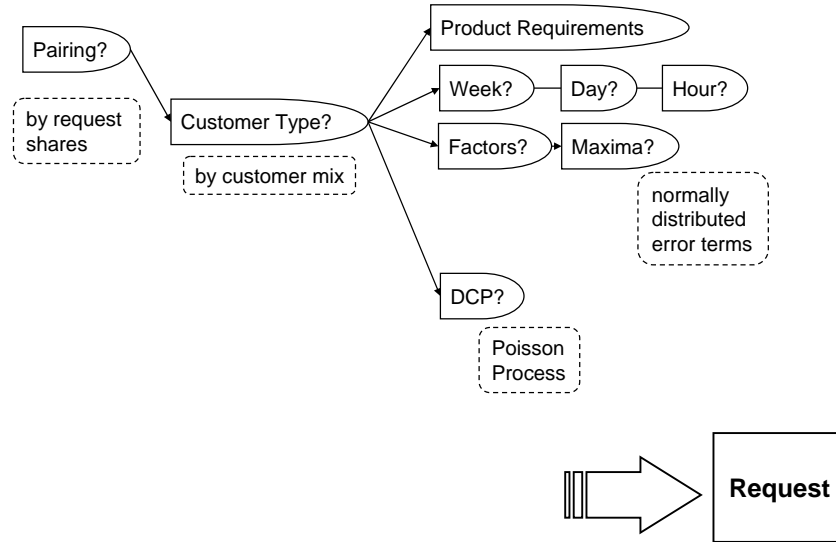 Product Requirements
Pairing?
Week?
Day?
Hour?
by request
shares
Customer Type?
Factors?
Maxima?
by customer mix
normally
distributed
error terms
DCP?
Poisson
Process
Request